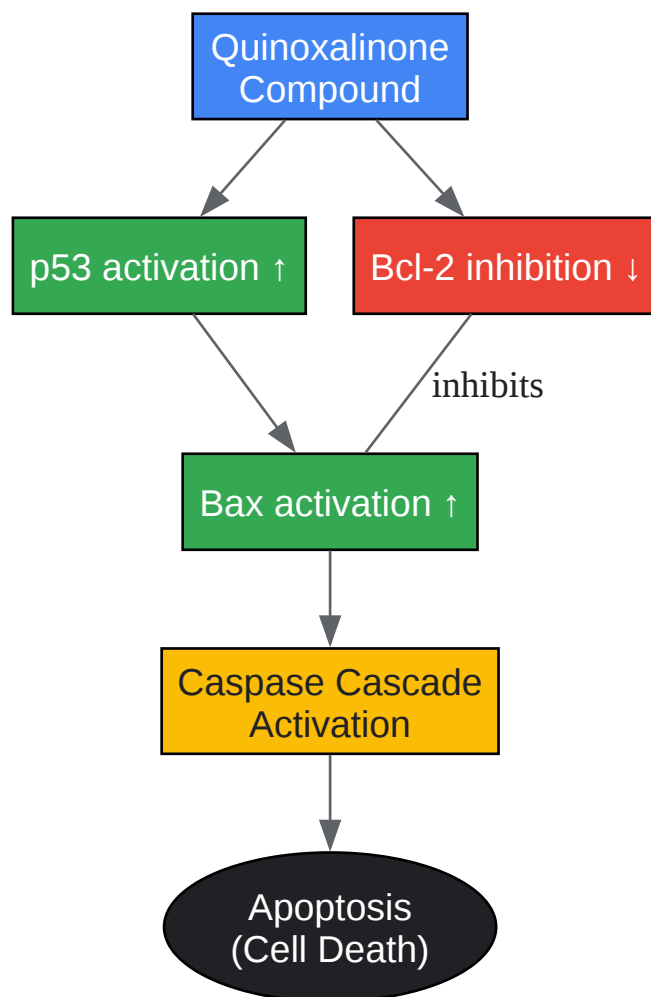 Quinoxalinone
Compound
p53 activation ↑
Bcl-2 inhibition ↓
inhibits
Bax activation ↑
Caspase Cascade
Activation
Apoptosis
(Cell Death)